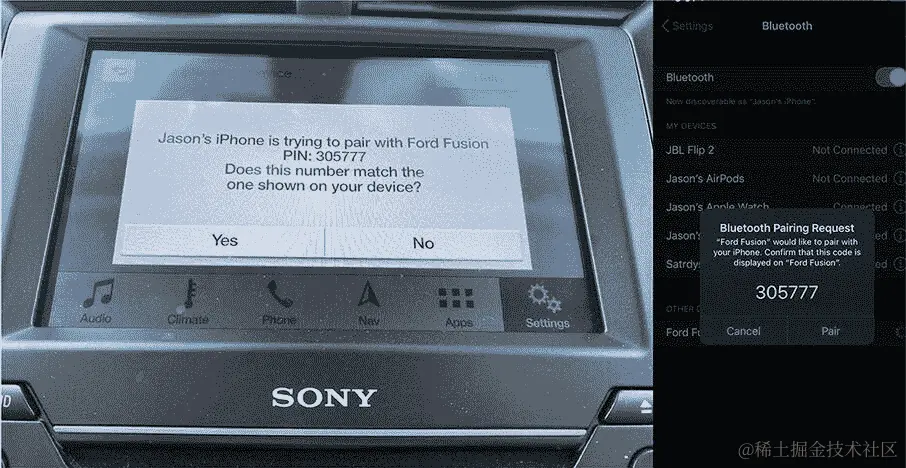 Jason's iPhone is trying to pair with Ford Fusion
PIN: 305777
Does this number match the
one shown on your device?
Yes
No
Audio
Climate
Phone
Nav
Apps
Settings
SONY
Settings
Bluetooth
Bluetooth
Now discoverable as "Jason's iPhone".
MY DEVICES
JBL Flip 2
Not Connected
Jason's AirPods
Not Connected
Jason's Apple Watch
Connected
Jason's
Bluetooth Pairing Request
"Ford Fusion" would like to pair with
your iPhone. Confirm that this code is
displayed on "Ford Fusion".
305777
Cancel
Pair
OTHER
Ford
@稀土掘金技术社区